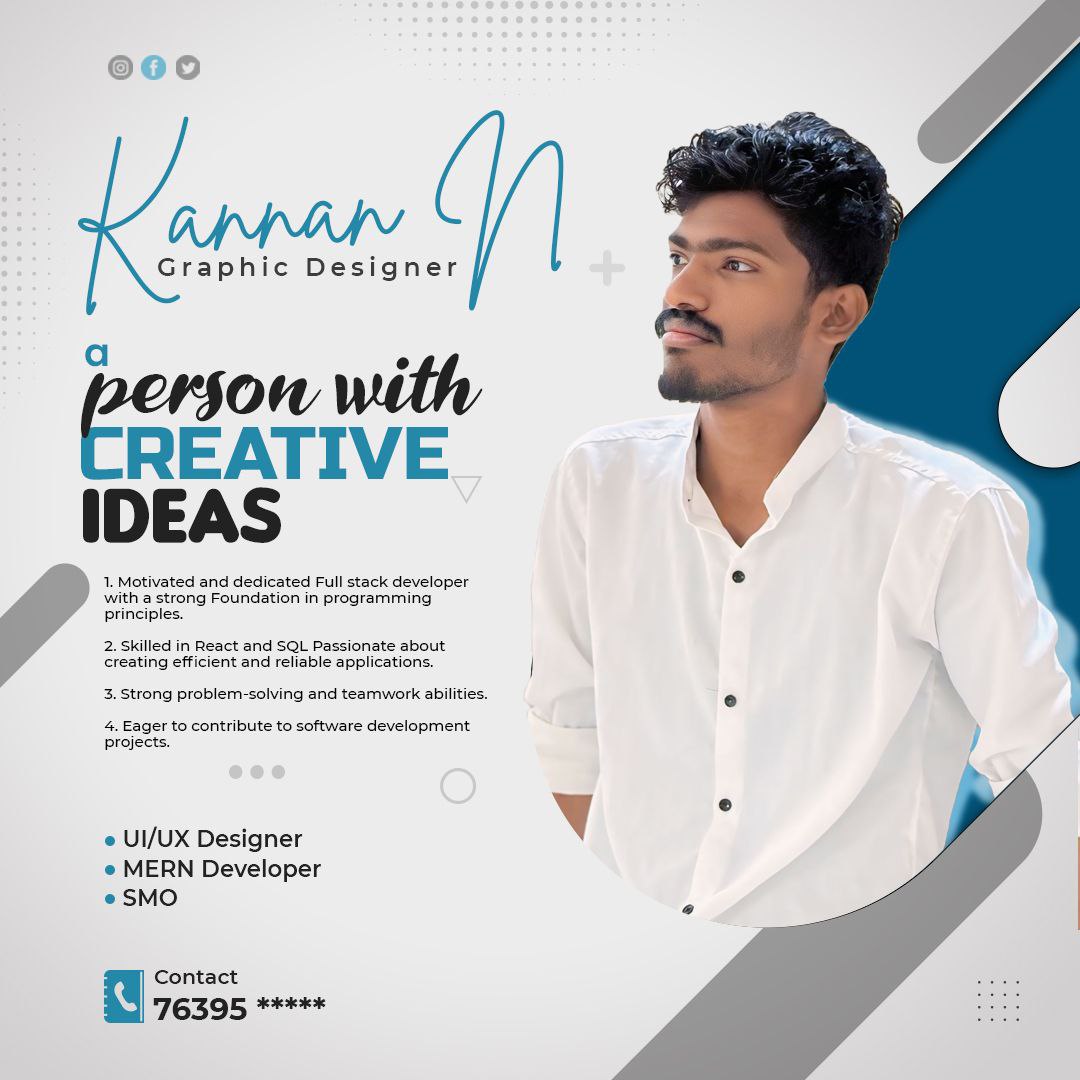 Kannan N
Graphic Designer
a
person with
CREATIVE
IDEAS
1. Motivated and dedicated Full stack developer
with a strong Foundation in programming
principles.
2. Skilled in React and SQL Passionate about
creating efficient and reliable applications.
3. Strong problem-solving and teamwork abilities.
4. Eager to contribute to software development
projects.
UI/UX Designer
MERN Developer
SMO
Contact
76395 *****